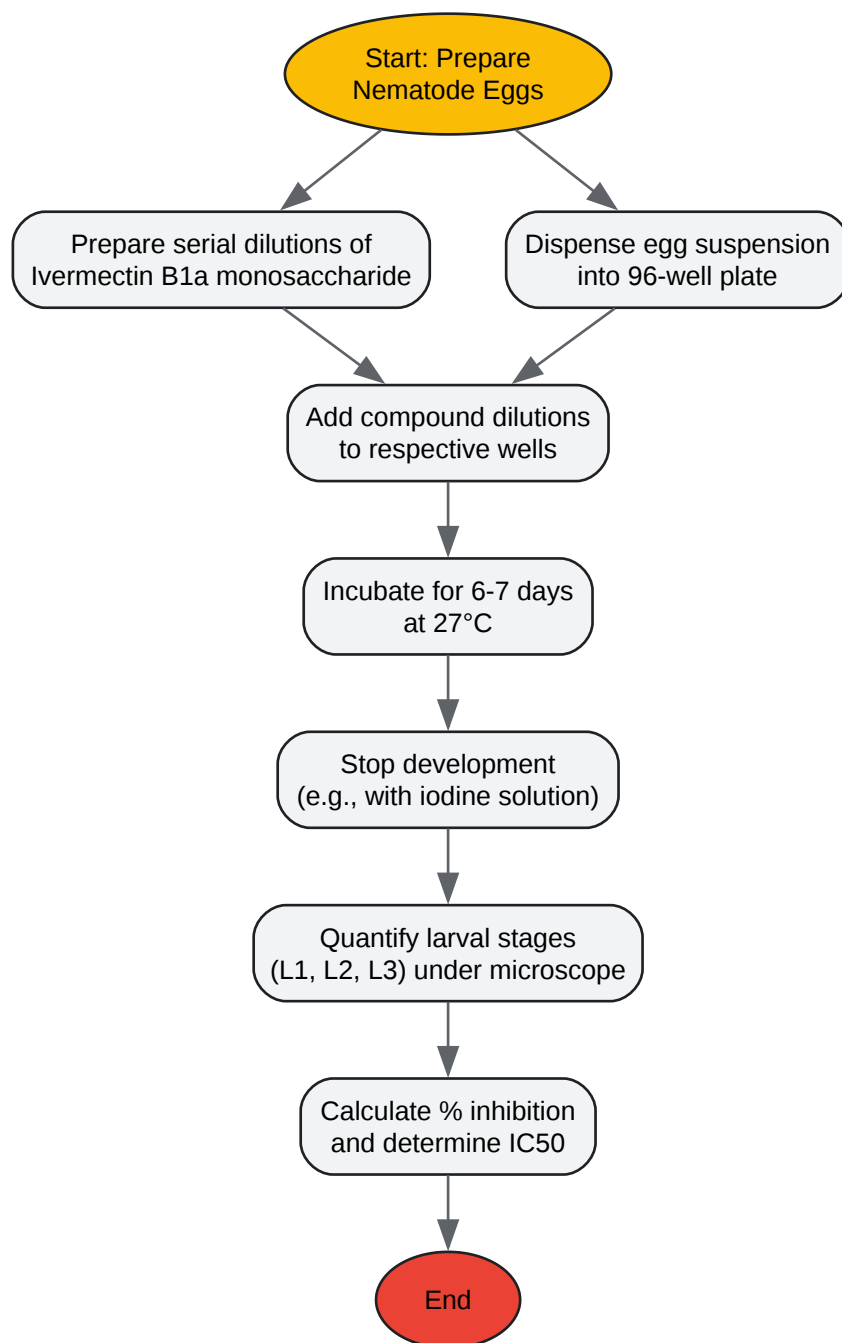 Start: Prepare
Nematode Eggs
Prepare serial dilutions of
Ivermectin B1a monosaccharide
Dispense egg suspension
into 96-well plate
Add compound dilutions
to respective wells
Incubate for 6-7 days
at 27°C
Stop development
(e.g., with iodine solution)
Quantify larval stages
(L1, L2, L3) under microscope
Calculate % inhibition
and determine IC50
End